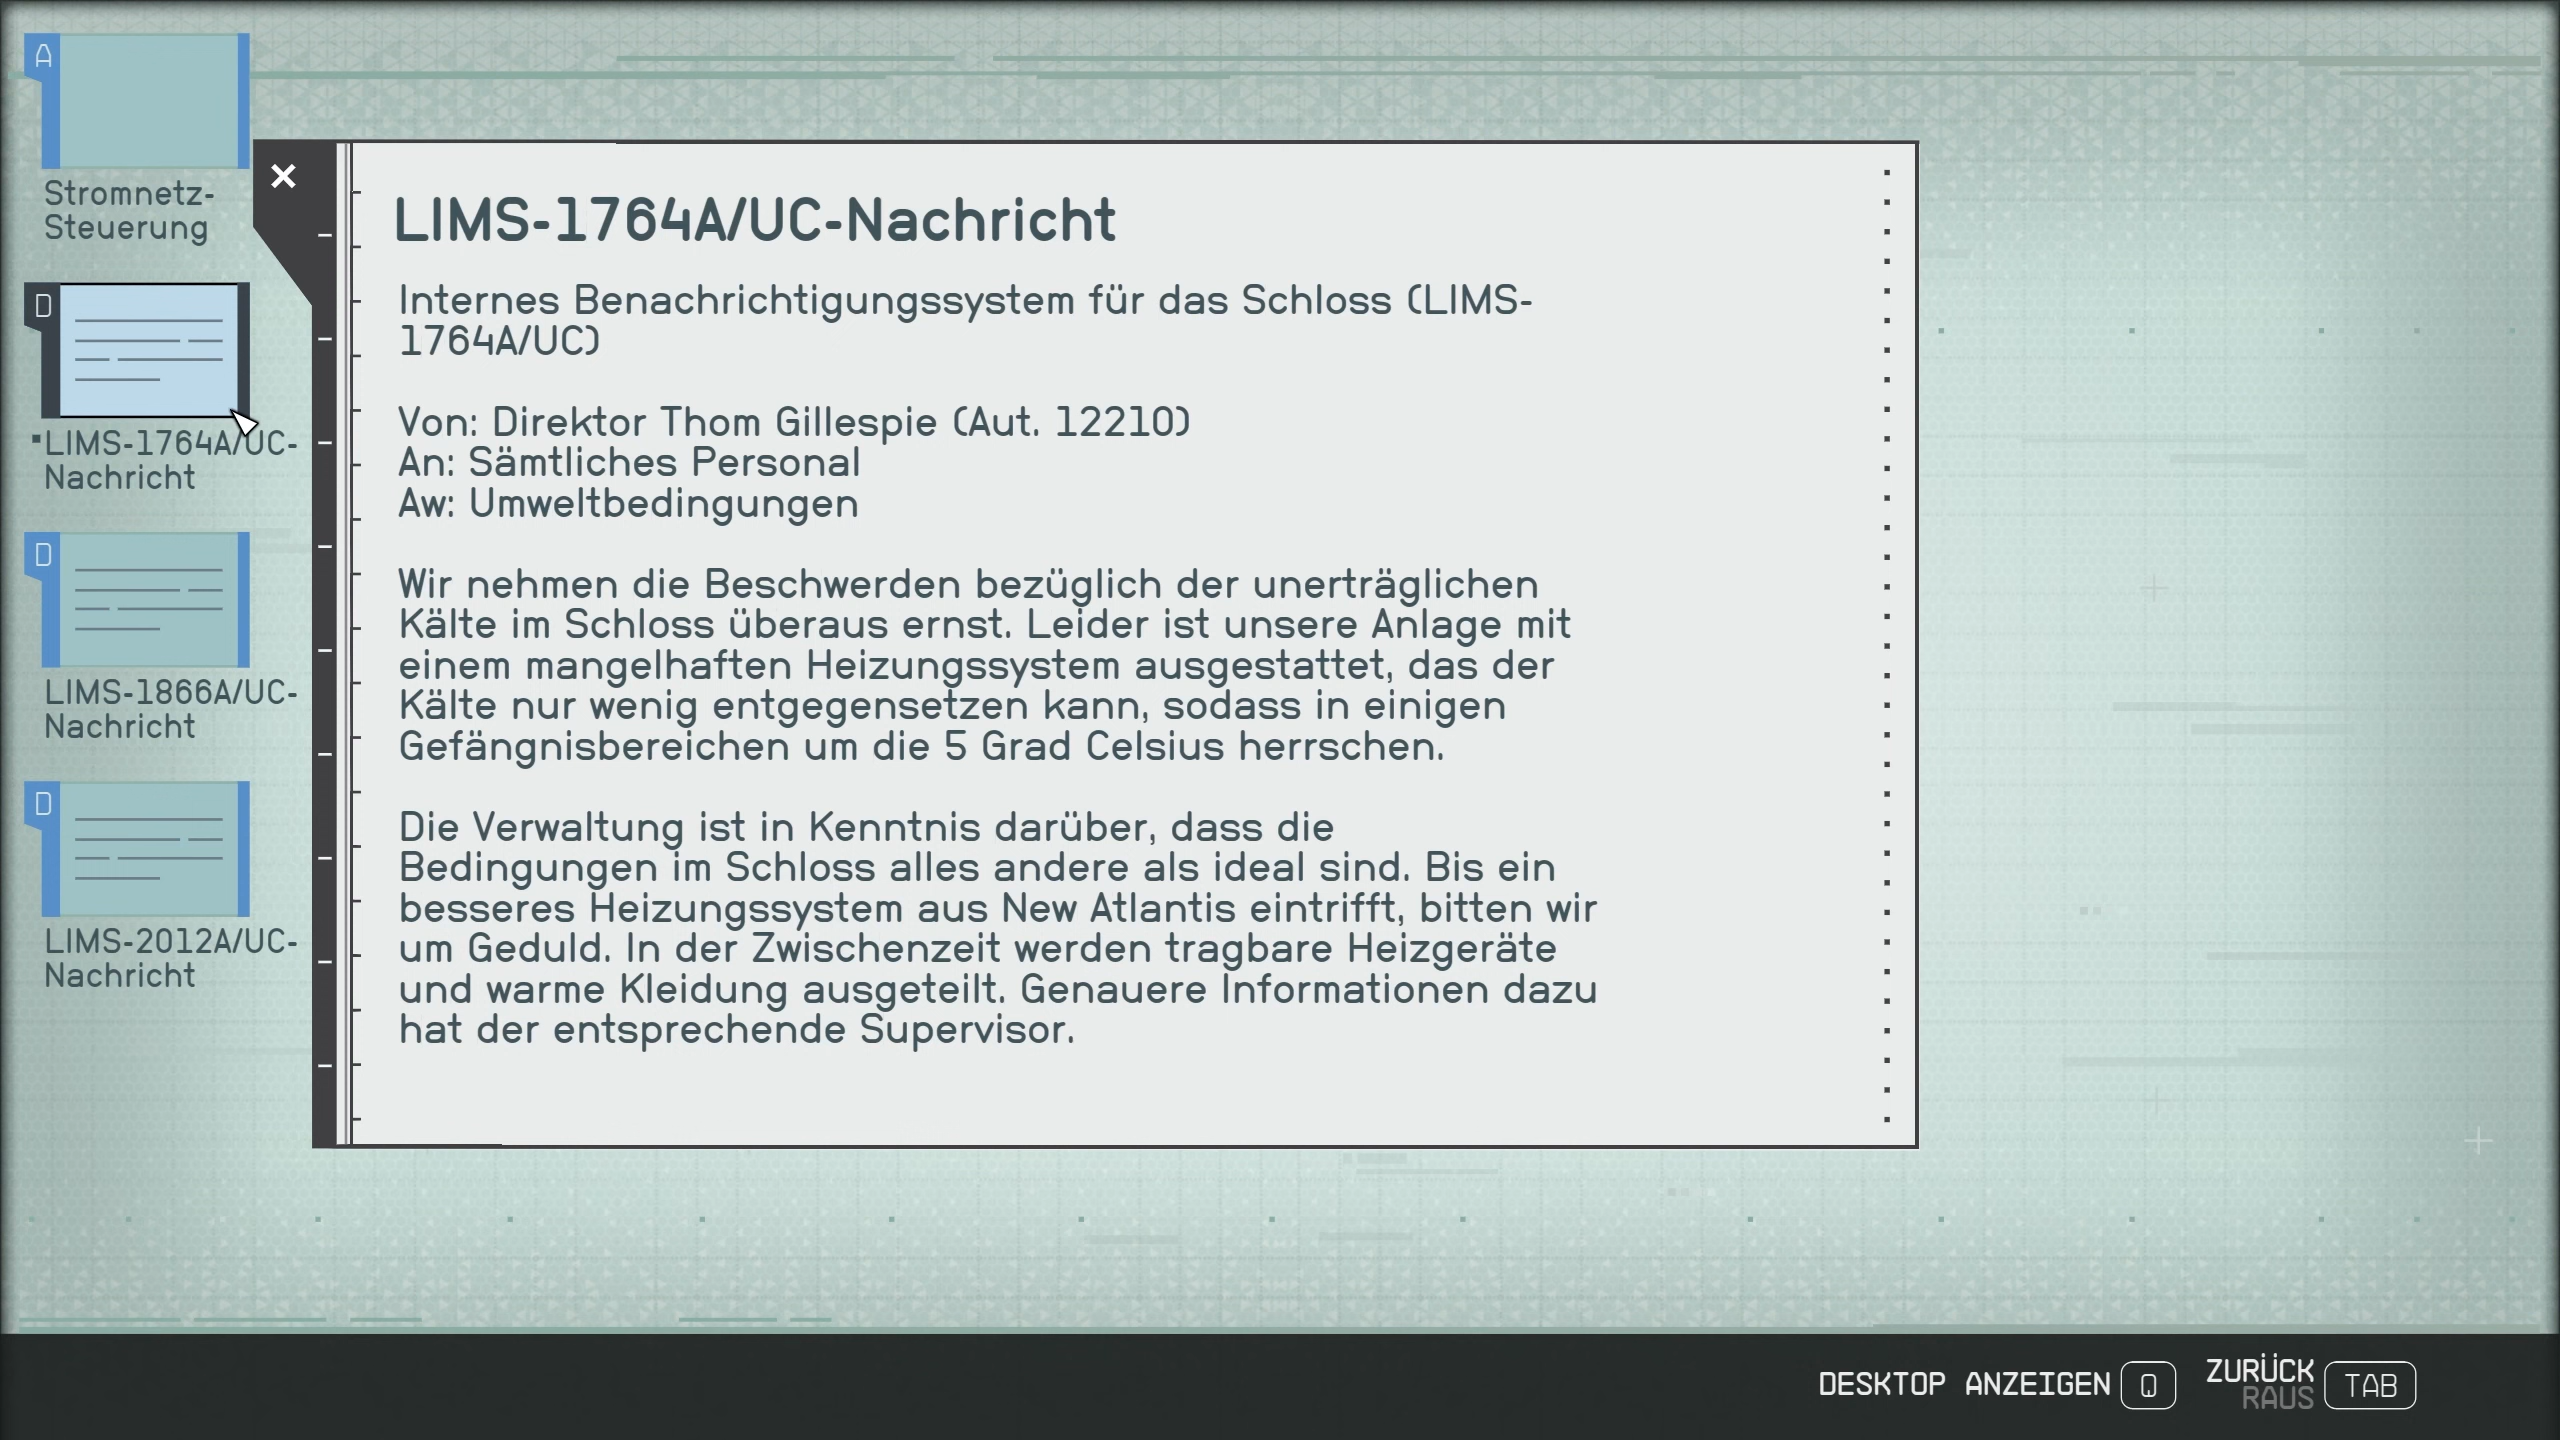 A
Stromnetz-
Steuerung
D
LIMS-1764A/UC-
Nachricht
D
LIMS-1866A/UC-
Nachricht
D
LIMS-2012A/UC-
Nachricht
LIMS-1764A/UC-Nachricht
Internes Benachrichtigungssystem für das Schloss (LIMS-
1764A/UC)
Von: Direktor Thom Gillespie (Aut. 12210)
An: Sämtliches Personal
Aw: Umweltbedingungen
Wir nehmen die Beschwerden bezüglich der unerträglichen
Kälte im Schloss überaus ernst. Leider ist unsere Anlage mit
einem mangelhaften Heizungssystem ausgestattet, das der
Kälte nur wenig entgegensetzen kann, sodass in einigen
Gefängnisbereichen um die 5 Grad Celsius herrschen.
Die Verwaltung ist in Kenntnis darüber, dass die
Bedingungen im Schloss alles andere als ideal sind. Bis ein
besseres Heizungssystem aus New Atlantis eintrifft, bitten wir
um Geduld. In der Zwischenzeit werden tragbare Heizgeräte
und warme Kleidung ausgeteilt. Genauere Informationen dazu
hat der entsprechende Supervisor.
DESKTOP ANZEIGEN Q
ZURÜCK TAB
RAUS